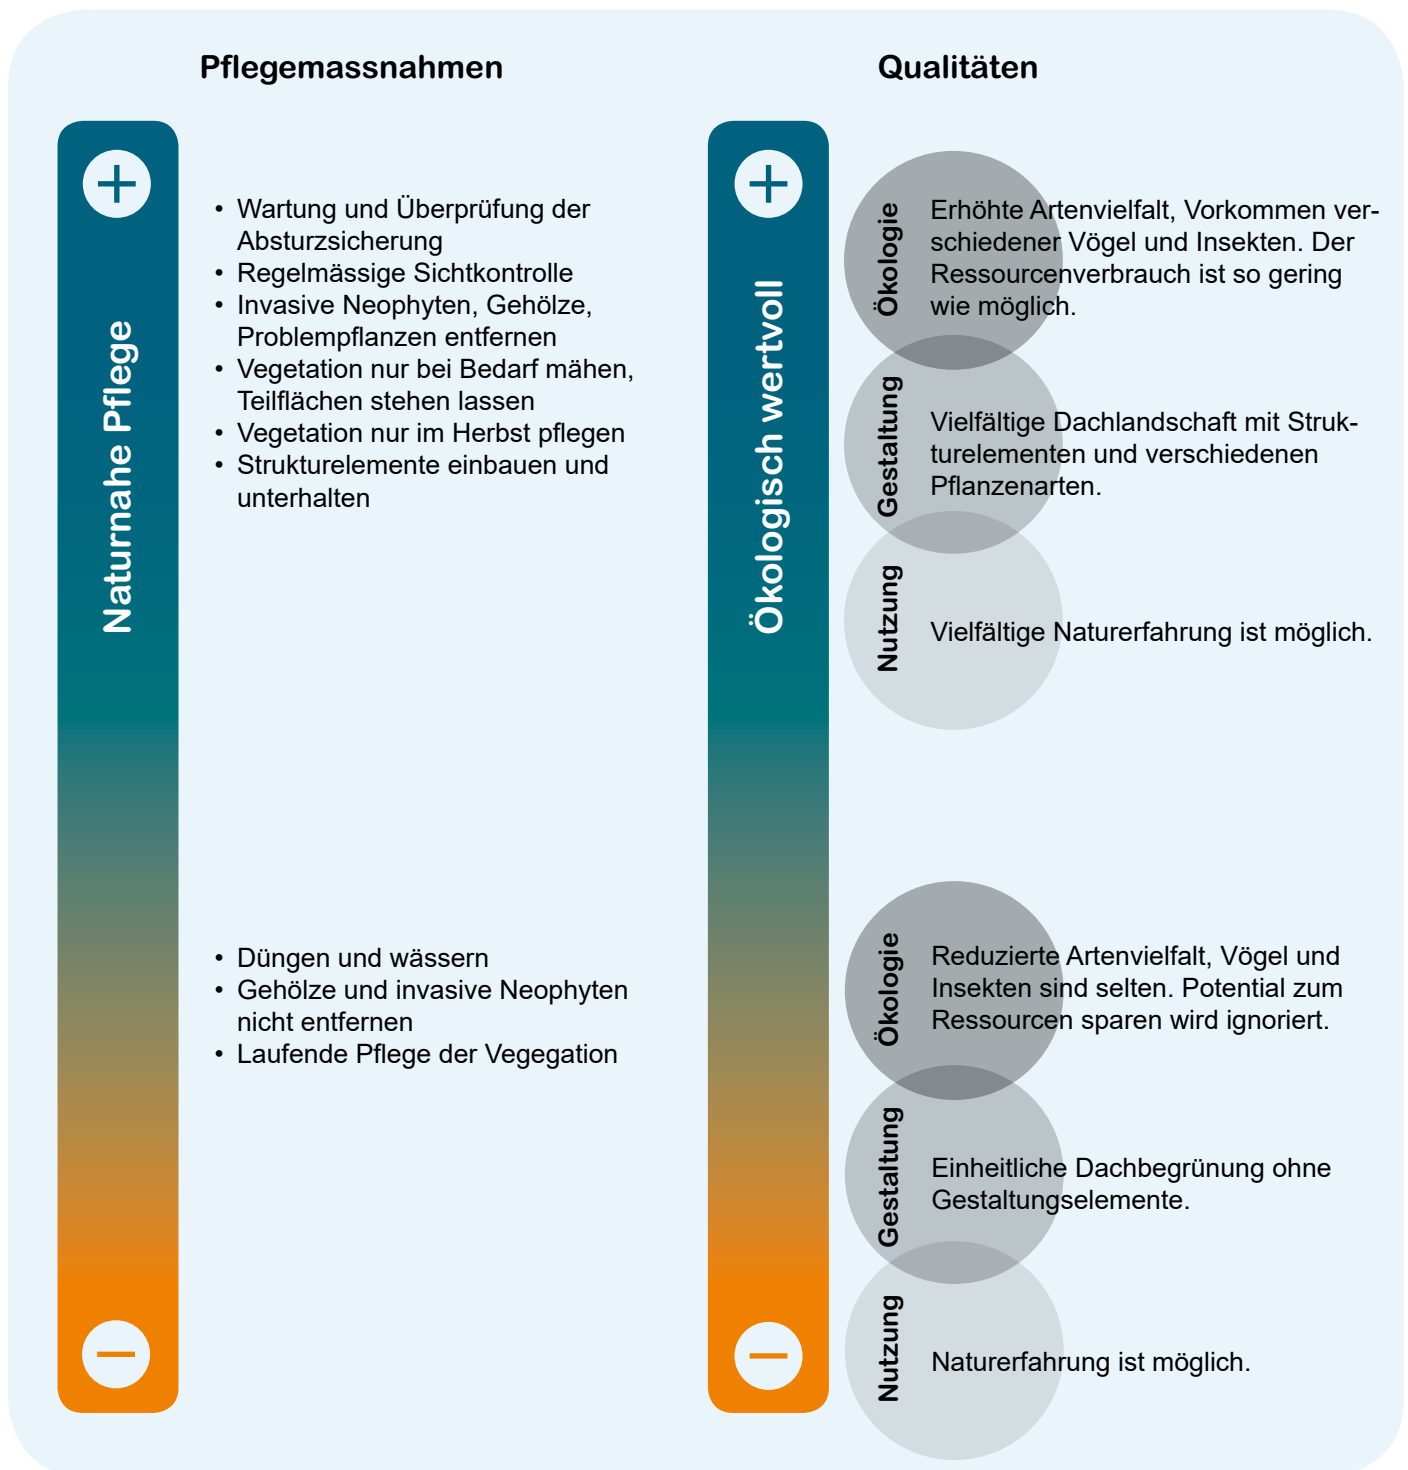 Pflegemassnahmen
Naturnahe Pflege
• Wartung und Überprüfung der
Absturzsicherung
• Regelmässige Sichtkontrolle
• Invasive Neophyten, Gehölze,
Problempflanzen entfernen
• Vegetation nur bei Bedarf mähen,
Teilflächen stehen lassen
• Vegetation nur im Herbst pflegen
• Strukturelemente einbauen und
unterhalten
• Düngen und wässern
• Gehölze und invasive Neophyten
nicht entfernen
• Laufende Pflege der Vegegation
Qualitäten
Ökologisch wertvoll
Ökologie
Erhöhte Artenvielfalt, Vorkommen ver-
schiedener Vögel und Insekten. Der
Ressourcenverbrauch ist so gering
wie möglich.
Gestaltung
Vielfältige Dachlandschaft mit Struk-
turelementen und verschiedenen
Pflanzenarten.
Nutzung
Vielfältige Naturerfahrung ist möglich.
Ökologie
Reduzierte Artenvielfalt, Vögel und
Insekten sind selten. Potential zum
Ressourcen sparen wird ignoriert.
Gestaltung
Einheitliche Dachbegrünung ohne
Gestaltungselemente.
Nutzung
Naturerfahrung ist möglich.